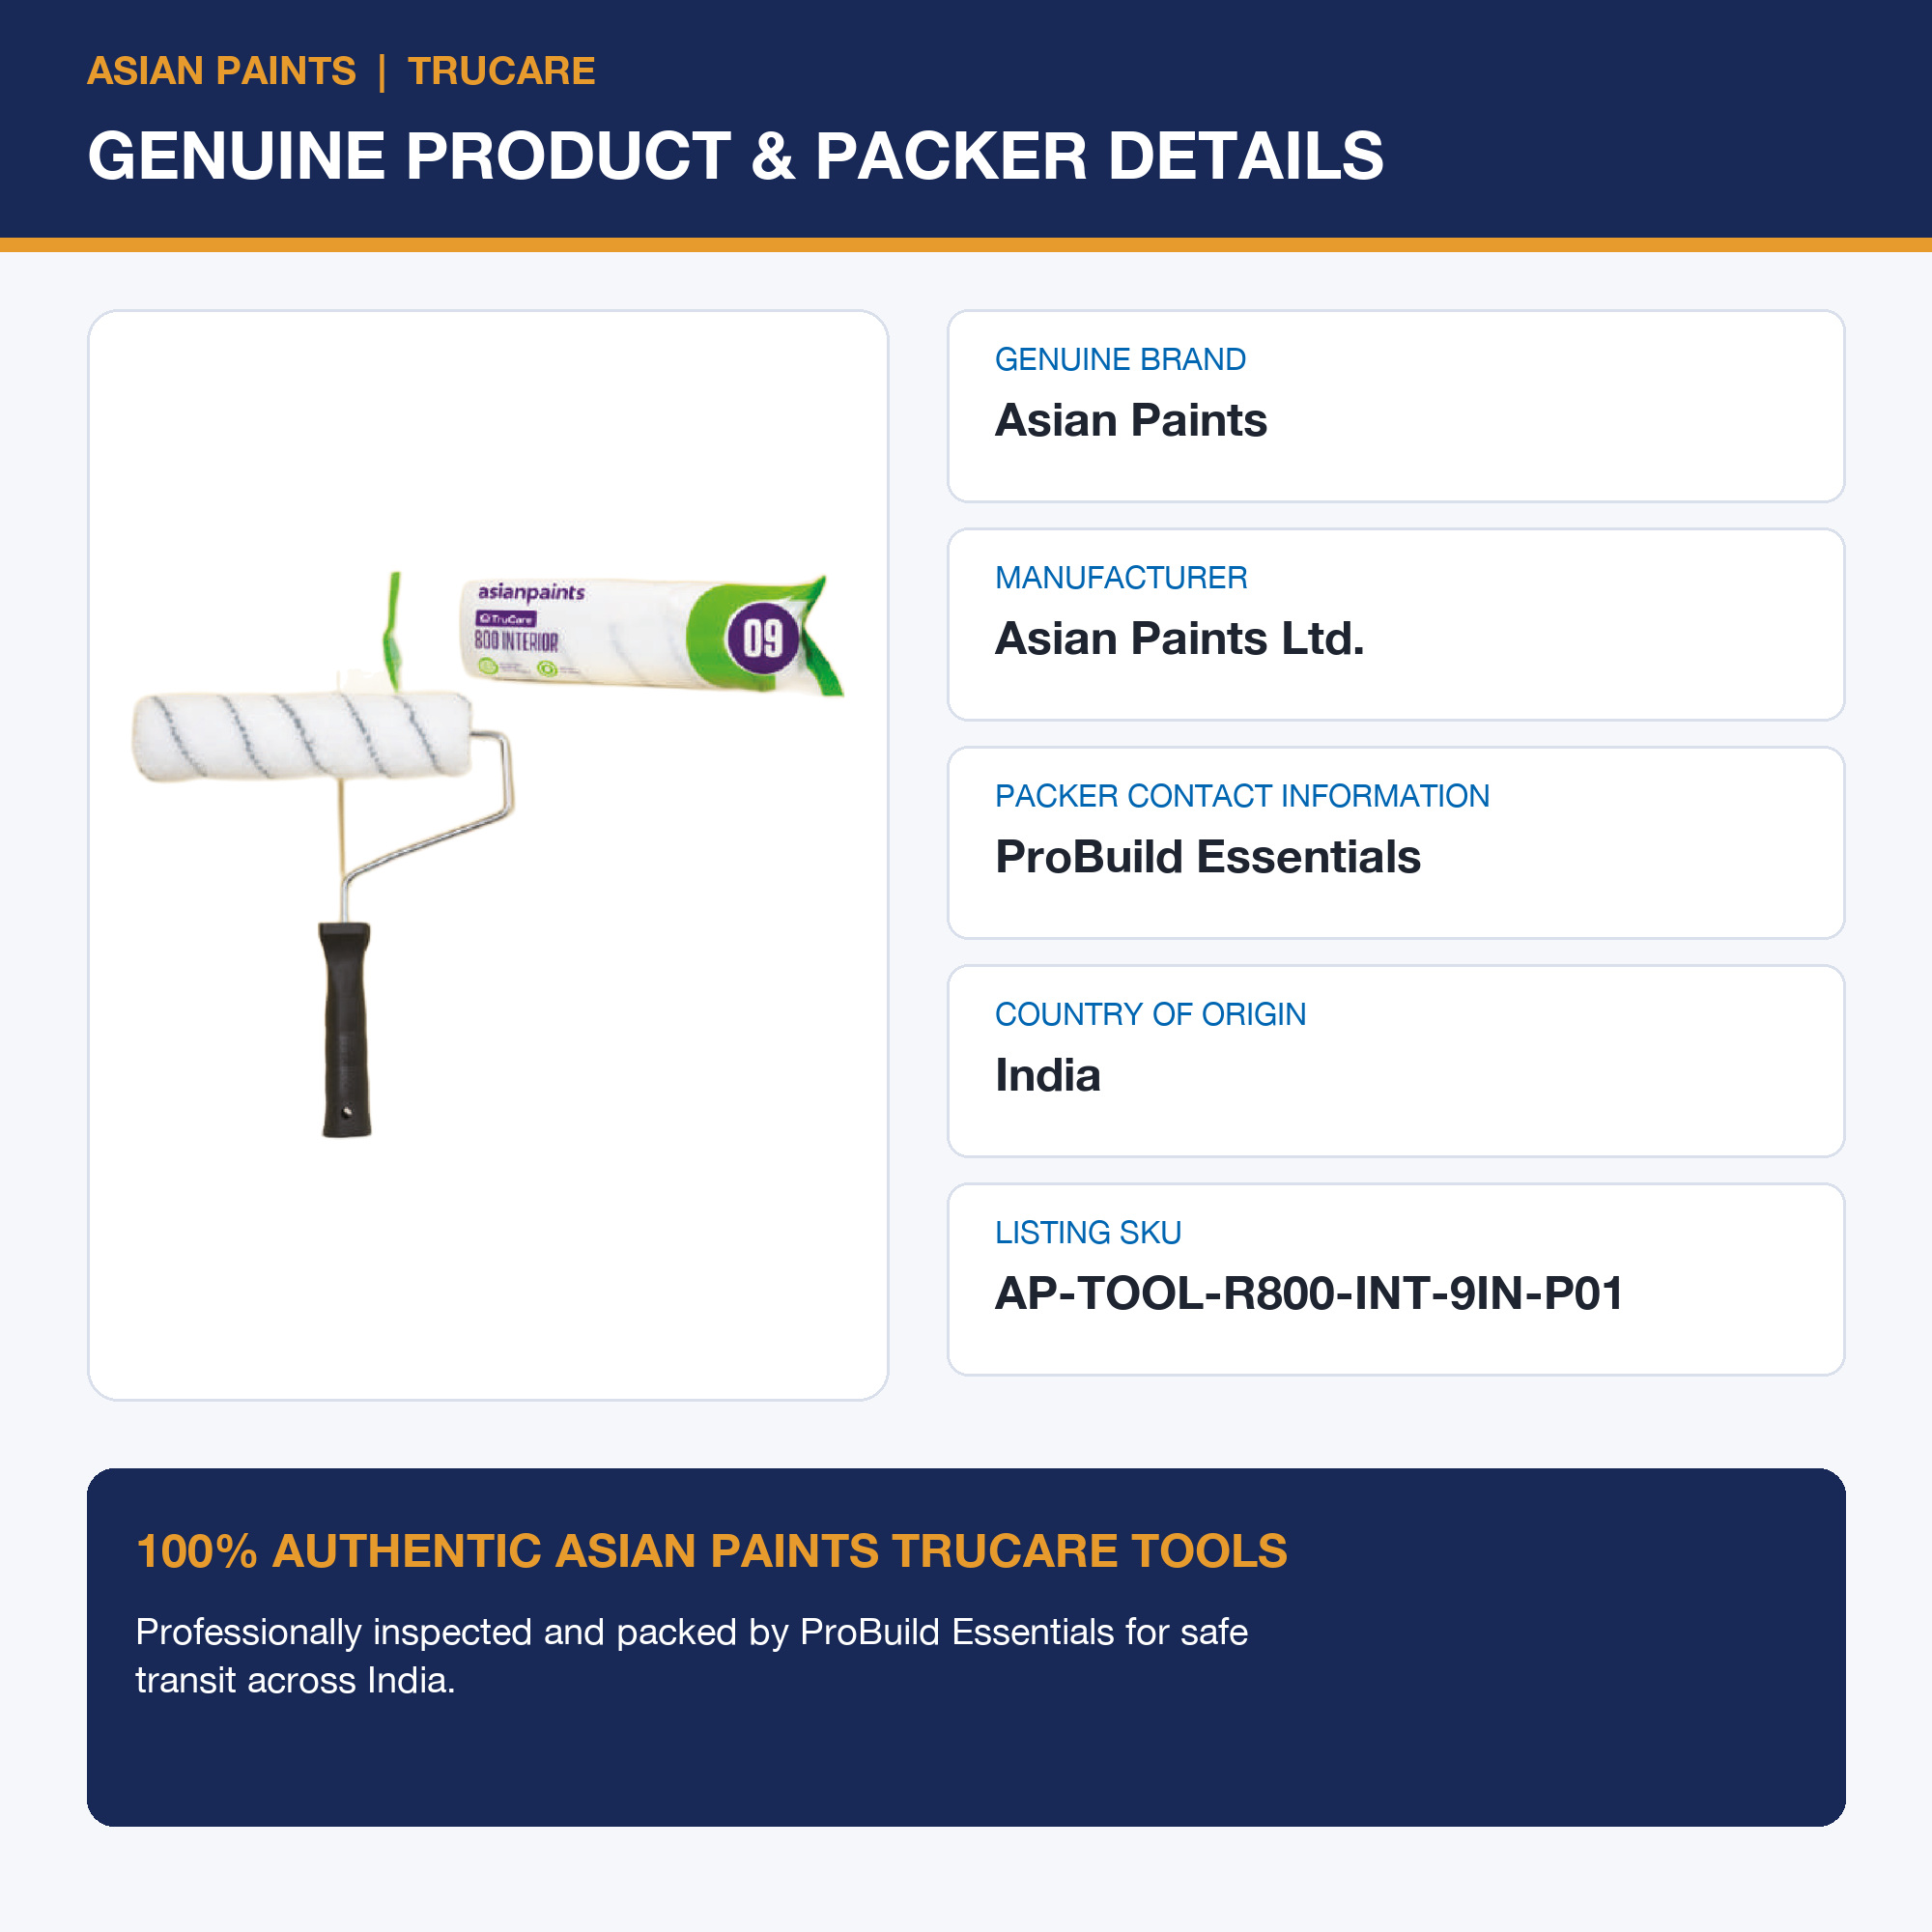 ASIAN PAINTS | TRUCARE
GENUINE PRODUCT & PACKER DETAILS
asianpaints
TruCare
800 INTERIOR
09
GENUINE BRAND
Asian Paints
MANUFACTURER
Asian Paints Ltd.
PACKER CONTACT INFORMATION
ProBuild Essentials
COUNTRY OF ORIGIN
India
LISTING SKU
AP-TOOL-R800-INT-9IN-P01
100% AUTHENTIC ASIAN PAINTS TRUCARE TOOLS
Professionally inspected and packed by ProBuild Essentials for safe
transit across India.